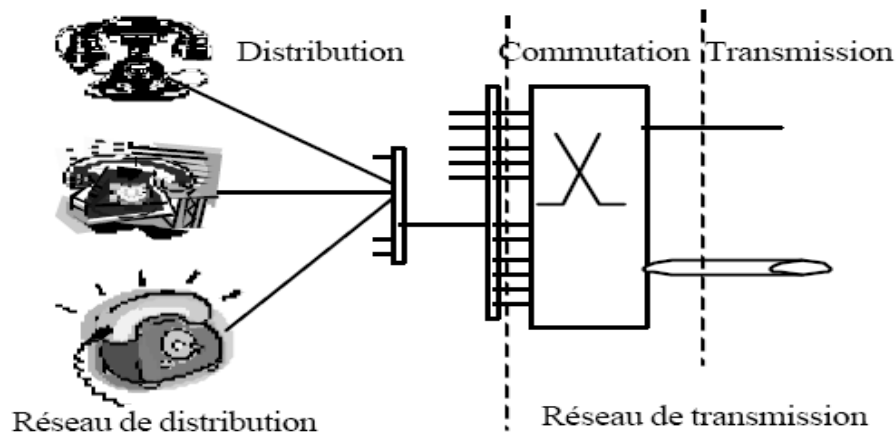 Distribution
Commutation
Transmission
Réseau de distribution
Réseau de transmission